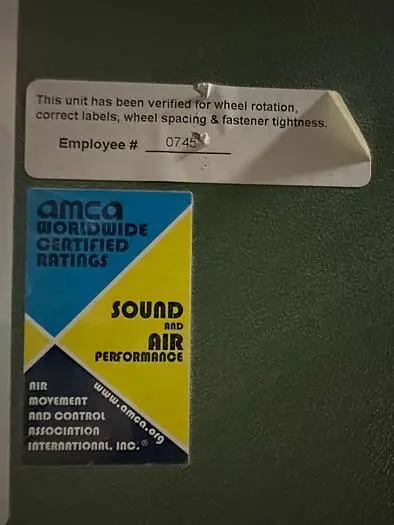 This unit has been verified for wheel rotation,
correct labels, wheel spacing & fastener tightness.
Employee # 0745
amca
WORLDWIDE
CERTIFIED
RATINGS
SOUND
AND
AIR
PERFORMANCE
AIR
MOVEMENT
AND CONTROL
ASSOCIATION
INTERNATIONAL, INC.®
www.amca.org